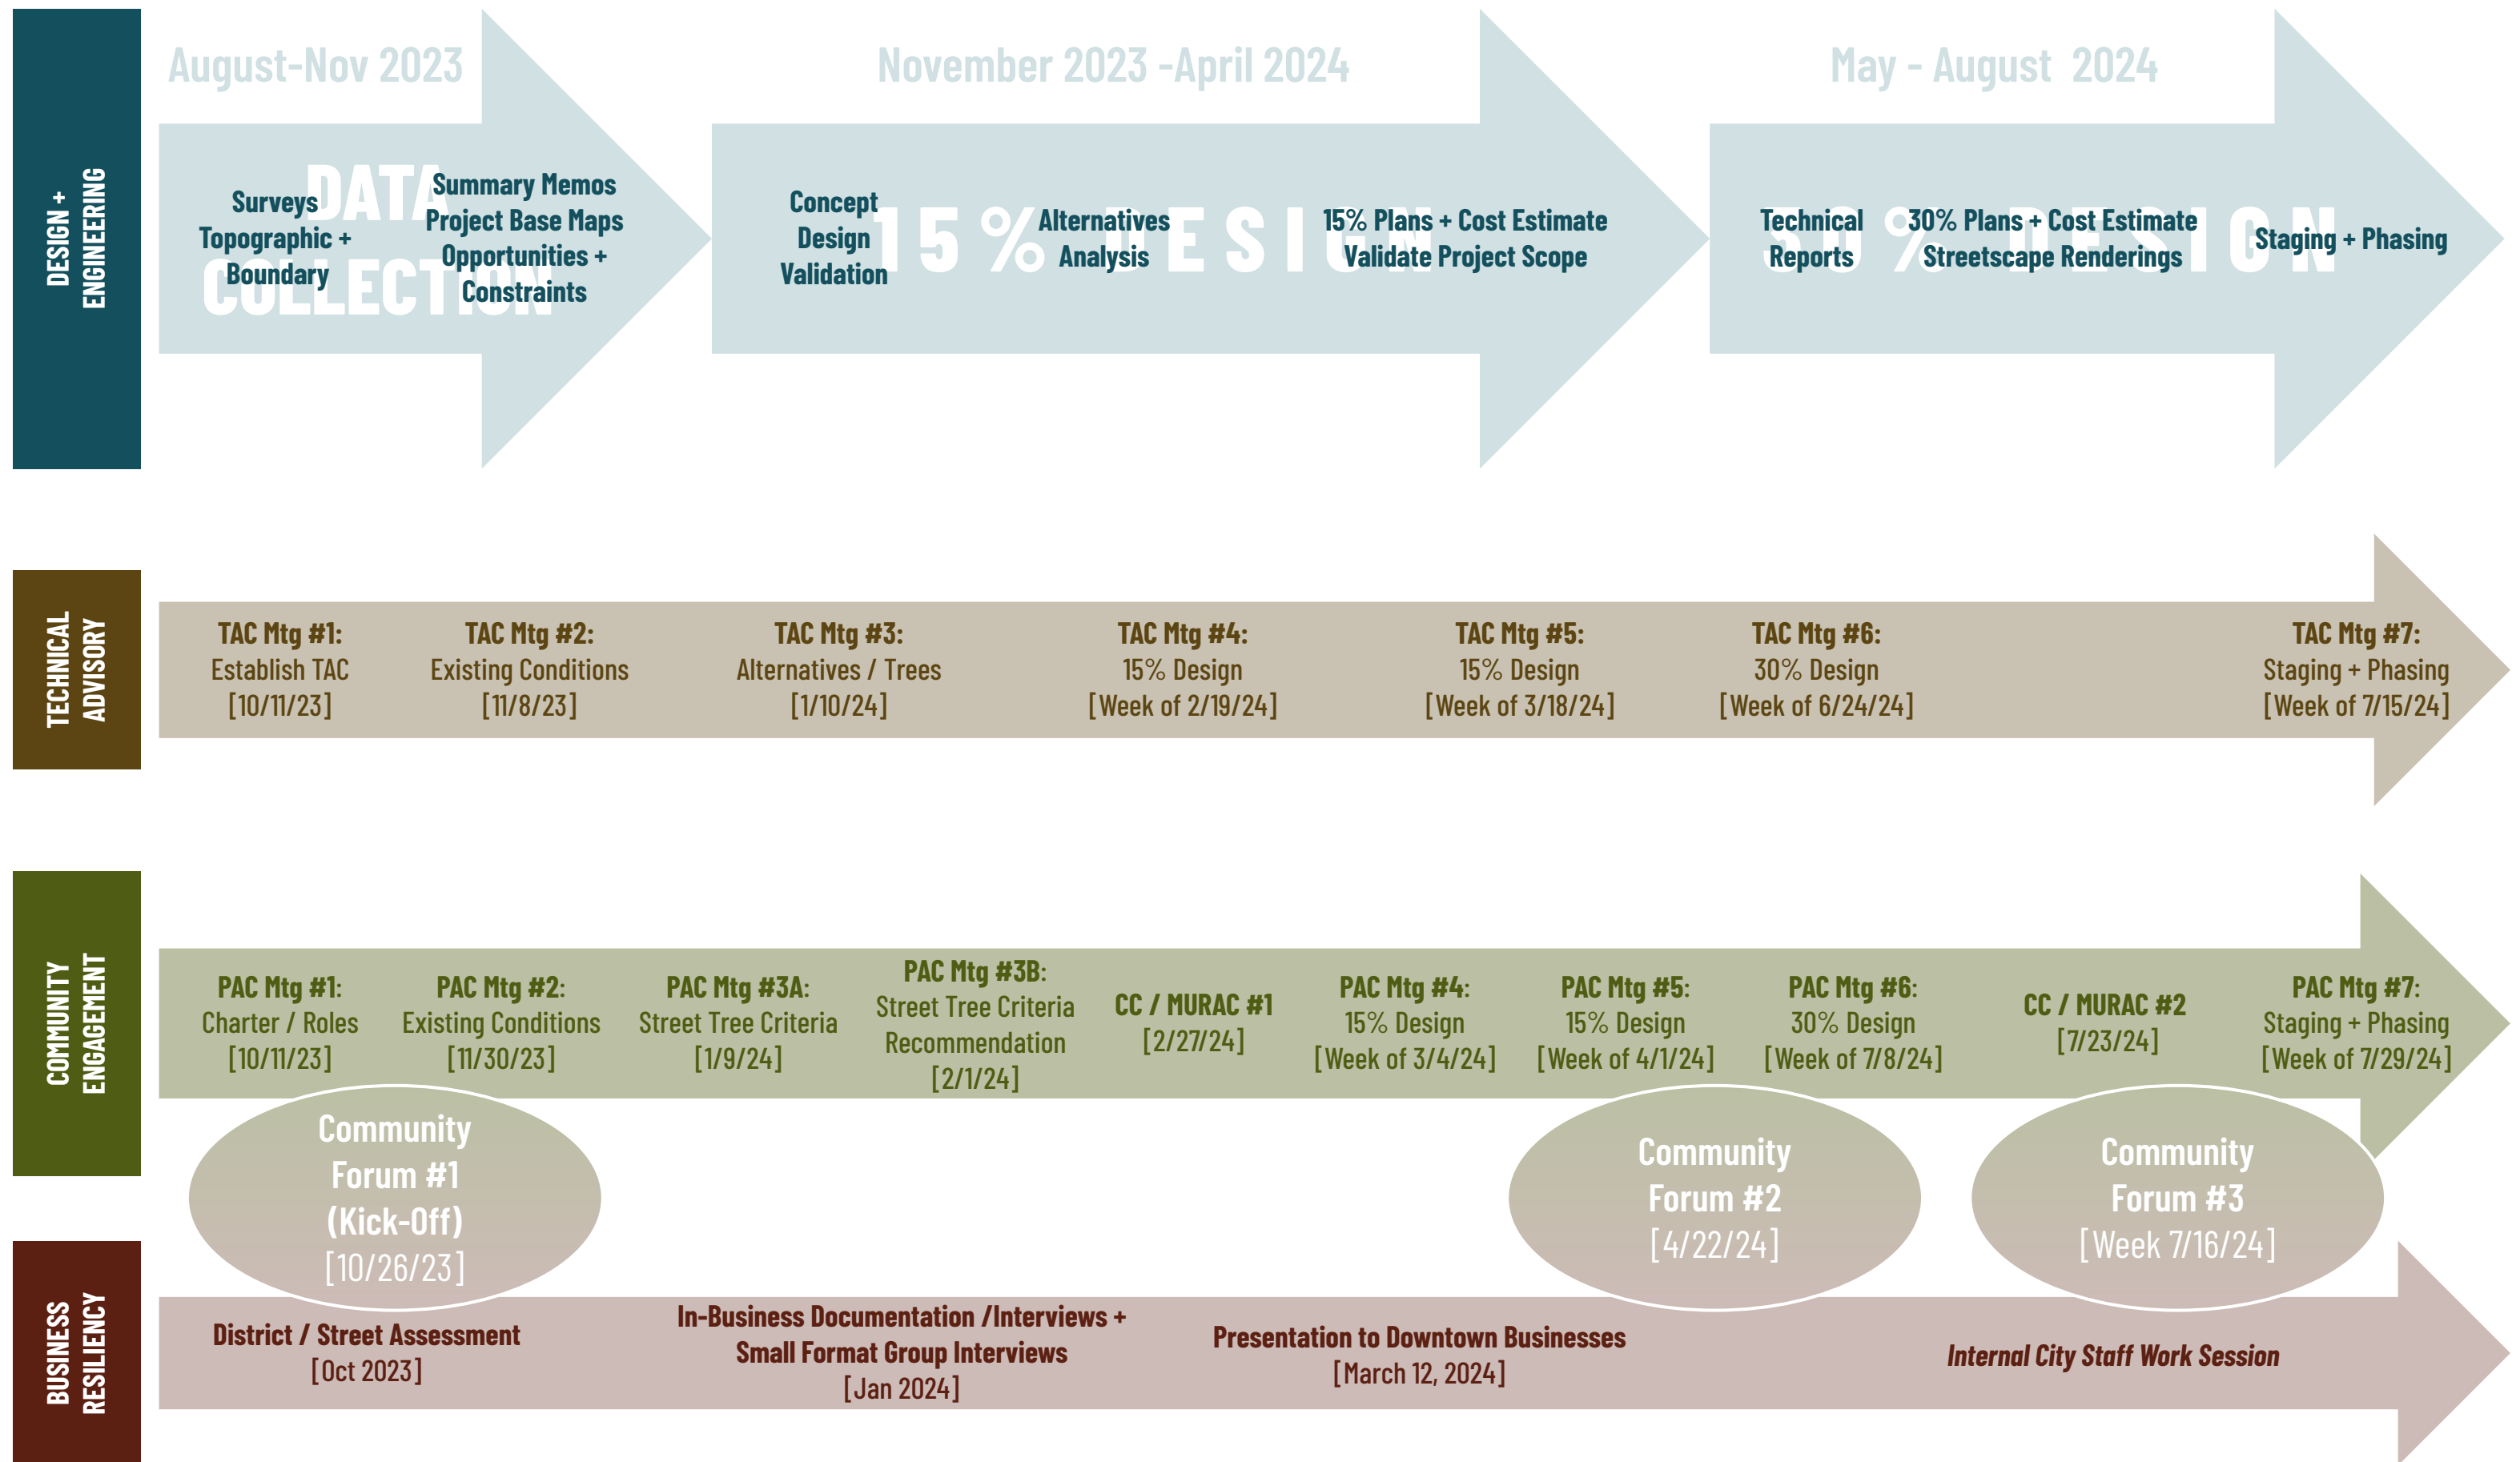 DESIGN +
ENGINEERING
August-Nov 2023
DATA
COLLECTION
Surveys
Topographic +
Boundary
Summary Memos
Project Base Maps
Opportunities +
Constraints
November 2023 -April 2024
15% DESIGN
Concept
Design
Validation
Alternatives
Analysis
15% Plans + Cost Estimate
Validate Project Scope
May - August 2024
30% DESIGN
Technical
Reports
30% Plans + Cost Estimate
Streetscape Renderings
Staging + Phasing
TECHNICAL
ADVISORY
TAC Mtg #1:
Establish TAC
[10/11/23]
TAC Mtg #2:
Existing Conditions
[11/8/23]
TAC Mtg #3:
Alternatives / Trees
[1/10/24]
TAC Mtg #4:
15% Design
[Week of 2/19/24]
TAC Mtg #5:
15% Design
[Week of 3/18/24]
TAC Mtg #6:
30% Design
[Week of 6/24/24]
TAC Mtg #7:
Staging + Phasing
[Week of 7/15/24]
COMMUNITY
ENGAGEMENT
PAC Mtg #1:
Charter / Roles
[10/11/23]
PAC Mtg #2:
Existing Conditions
[11/30/23]
PAC Mtg #3A:
Street Tree Criteria
[1/9/24]
PAC Mtg #3B:
Street Tree Criteria
Recommendation
[2/1/24]
CC / MURAC #1
[2/27/24]
PAC Mtg #4:
15% Design
[Week of 3/4/24]
PAC Mtg #5:
15% Design
[Week of 4/1/24]
PAC Mtg #6:
30% Design
[Week of 7/8/24]
CC / MURAC #2
[7/23/24]
PAC Mtg #7:
Staging + Phasing
[Week of 7/29/24]
Community
Forum #1
(Kick-Off)
[10/26/23]
Community
Forum #2
[4/22/24]
Community
Forum #3
[Week 7/16/24]
BUSINESS
RESILIENCY
District / Street Assessment
[Oct 2023]
In-Business Documentation /Interviews +
Small Format Group Interviews
[Jan 2024]
Presentation to Downtown Businesses
[March 12, 2024]
Internal City Staff Work Session